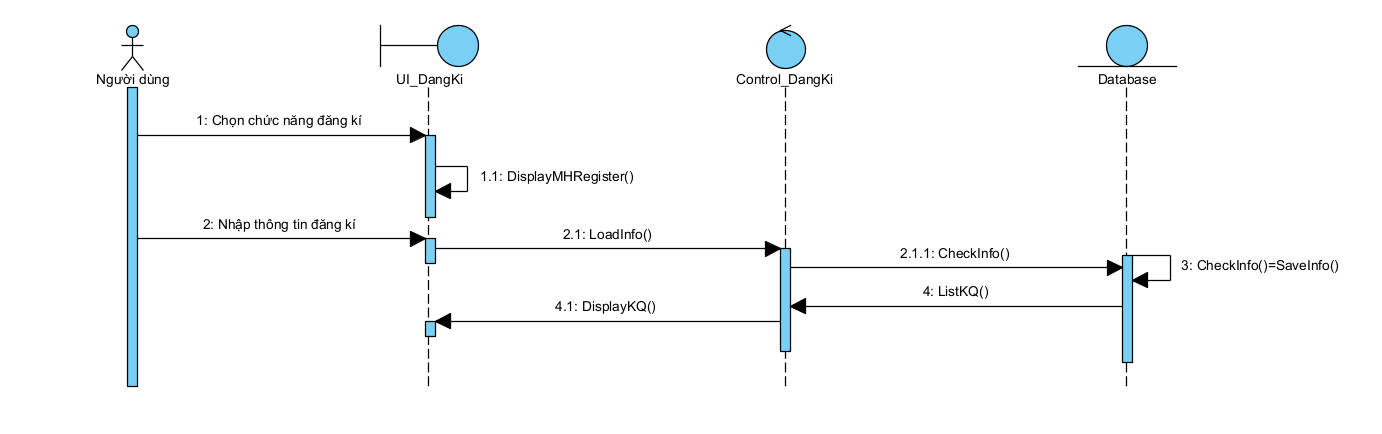 Người dùng
UI_DangKi
Control_DangKi
Database
1: Chọn chức năng đăng kí
1.1: DisplayMHRegister()
2: Nhập thông tin đăng kí
2.1: LoadInfo()
2.1.1: CheckInfo()
3: CheckInfo()=SaveInfo()
4: ListKQ()
4.1: DisplayKQ()